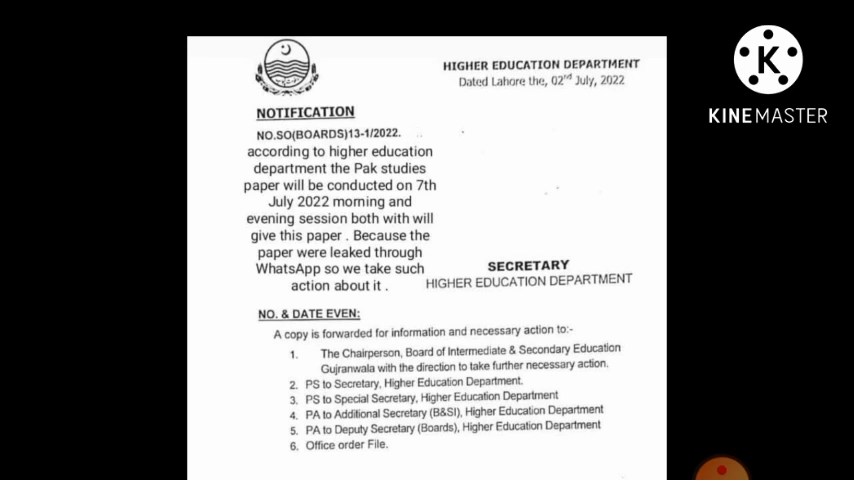 HIGHER EDUCATION DEPARTMENT
Dated Lahore the, 02nd July, 2022
NOTIFICATION
NO.SO(BOARDS)13-1/2022.
according to higher education
department the Pak studies
paper will be conducted on 7th
July 2022 morning and
evening session both with will
give this paper . Because the
paper were leaked through
WhatsApp so we take such
action about it .
SECRETARY
HIGHER EDUCATION DEPARTMENT
NO. & DATE EVEN:
A copy is forwarded for information and necessary action to:-
1. The Chairperson, Board of Intermediate & Secondary Education
Gujranwala with the direction to take further necessary action.
2. PS to Secretary, Higher Education Department.
3. PS to Special Secretary, Higher Education Department
4. PA to Additional Secretary (B&SI), Higher Education Department
5. PA to Deputy Secretary (Boards), Higher Education Department
6. Office order File.
K
KINEMASTER